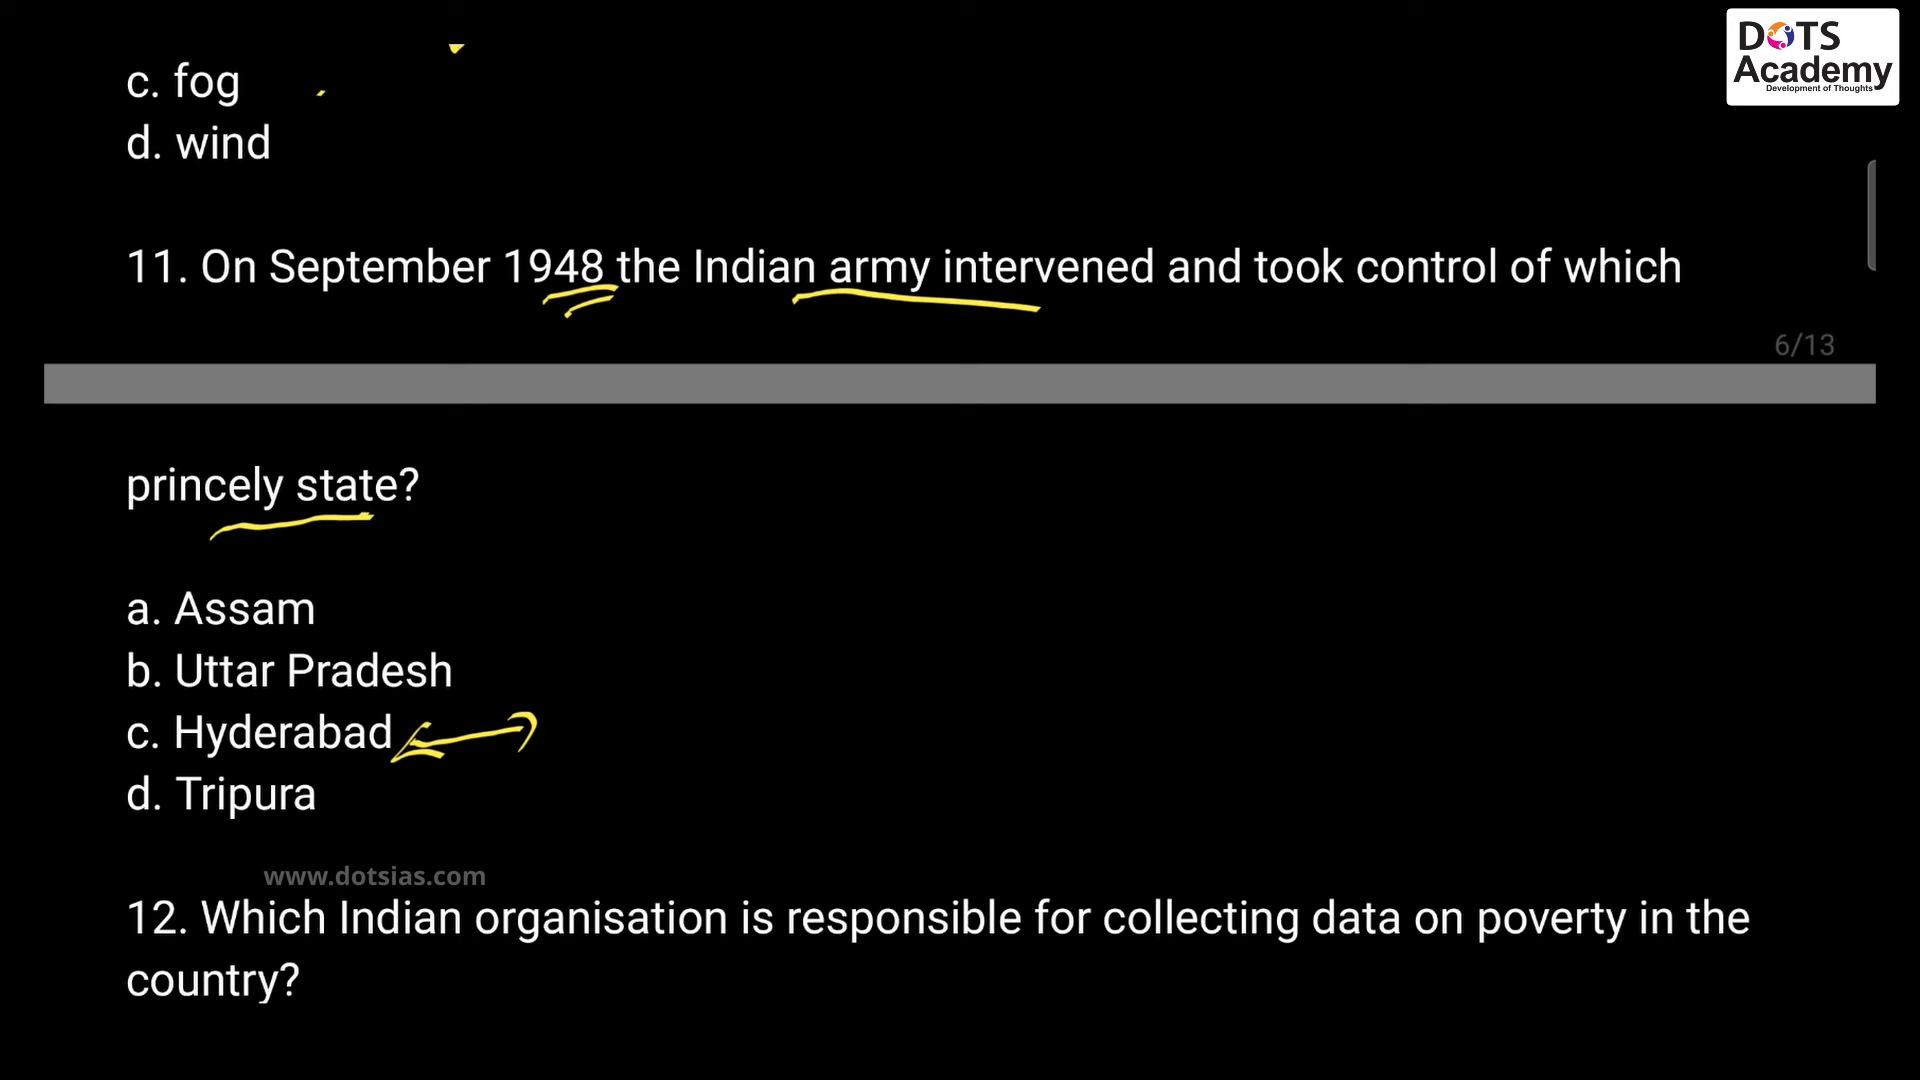 DOTS
Academy
Development of Thoughts
c. fog
d. wind
11. On September 1948 the Indian army intervened and took control of which
6/13
princely state?
a. Assam
b. Uttar Pradesh
c. Hyderabad
d. Tripura
www.dotsias.com
12. Which Indian organisation is responsible for collecting data on poverty in the
country?